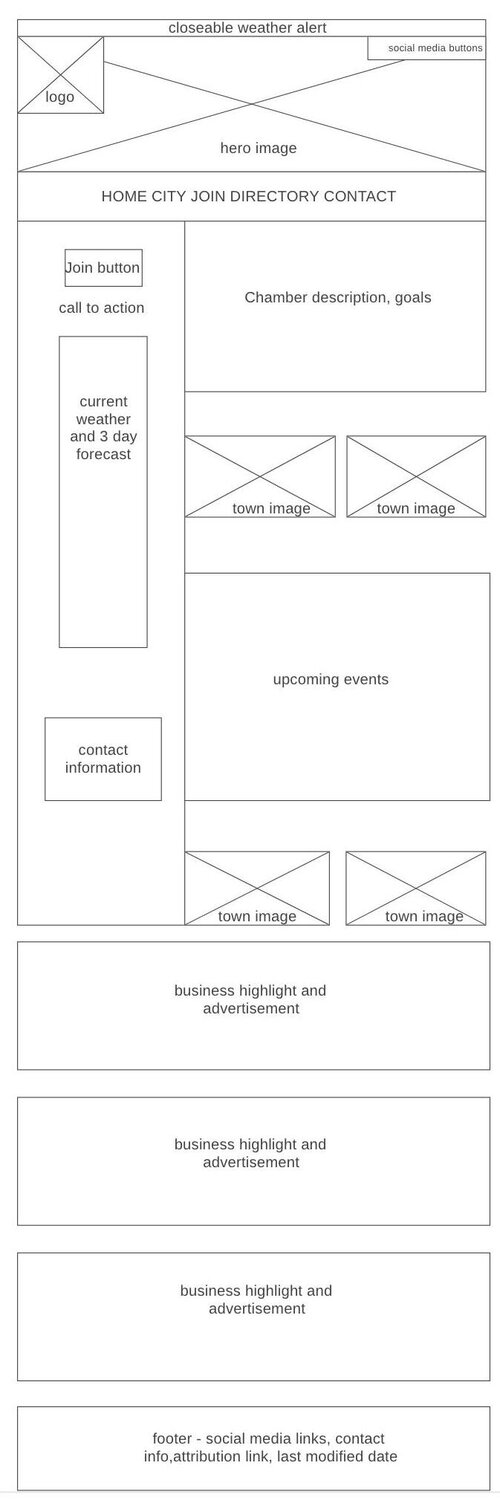 closeable weather alert
social media buttons
logo
hero image
HOME CITY JOIN DIRECTORY CONTACT
Join button
call to action
Chamber description, goals
current
weather
and 3 day
forecast
town image
town image
upcoming events
contact
information
town image
town image
business highlight and
advertisement
business highlight and
advertisement
business highlight and
advertisement
footer - social media links, contact
info,attribution link, last modified date